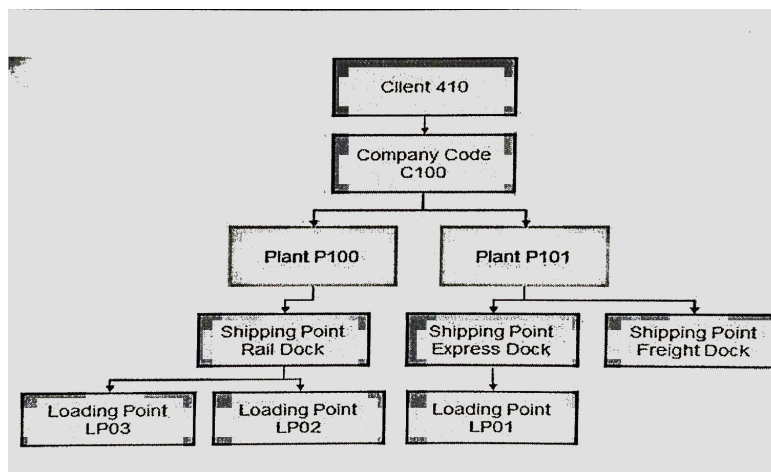 Client 410
Company Code
C100
Plant P100
Plant P101
Shipping Point
Rail Dock
Shipping Point
Express Dock
Shipping Point
Freight Dock
Loading Point
LP03
Loading Point
LP02
Loading Point
LP01